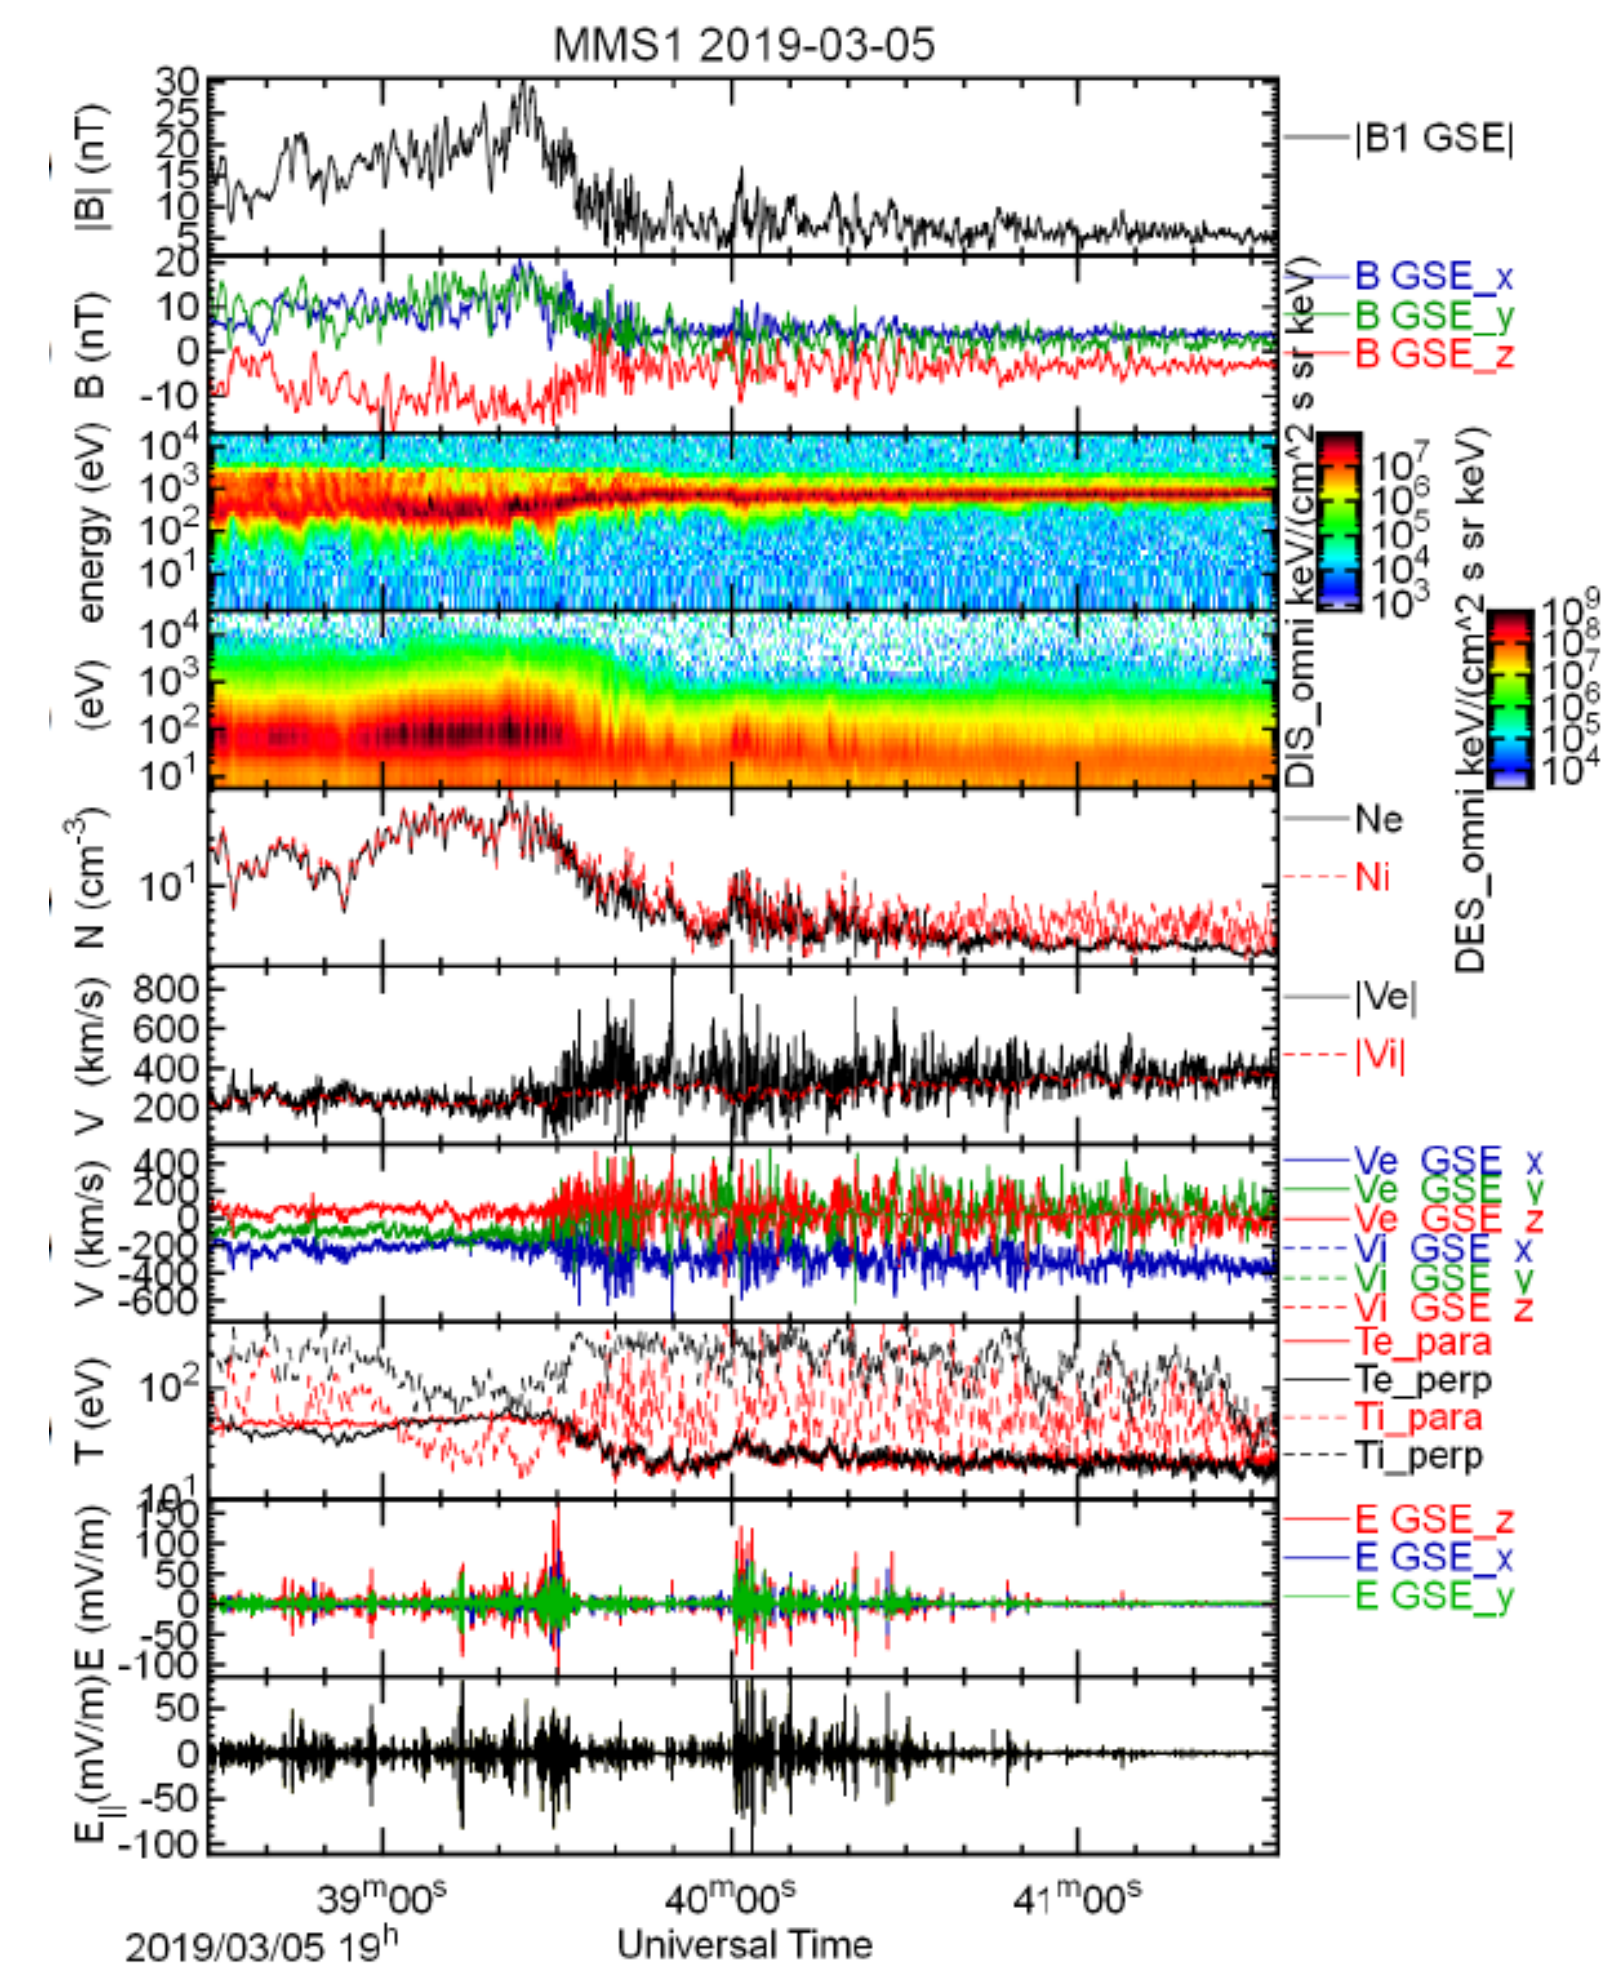 MMS1 2019-03-05
|B| (nT)
30
25
20
15
10
5
|B1 GSE|
B (nT)
20
10
0
-10
B GSE_x
B GSE_y
B GSE_z
energy (eV)
10^4
10^3
10^2
10^1
DIS_omni keV/(cm^2 s sr keV)
10^7
10^6
10^5
10^4
10^3
(eV)
10^4
10^3
10^2
10^1
DES_omni keV/(cm^2 s sr keV)
10^9
10^8
10^7
10^6
10^5
10^4
N (cm^-3)
10^1
Ne
Ni
V (km/s)
800
600
400
200
|Ve|
|Vi|
V (km/s)
400
200
0
-200
-400
-600
Ve GSE x
Ve GSE y
Ve GSE z
Vi GSE x
Vi GSE y
Vi GSE z
T (eV)
10^2
10^1
Te_para
Te_perp
Ti_para
Ti_perp
E (mV/m)
150
100
50
0
-50
-100
E GSE_z
E GSE_x
E GSE_y
E||(mV/m)
50
0
-50
-100
39^m00^s
40^m00^s
41^m00^s
2019/03/05 19^h
Universal Time